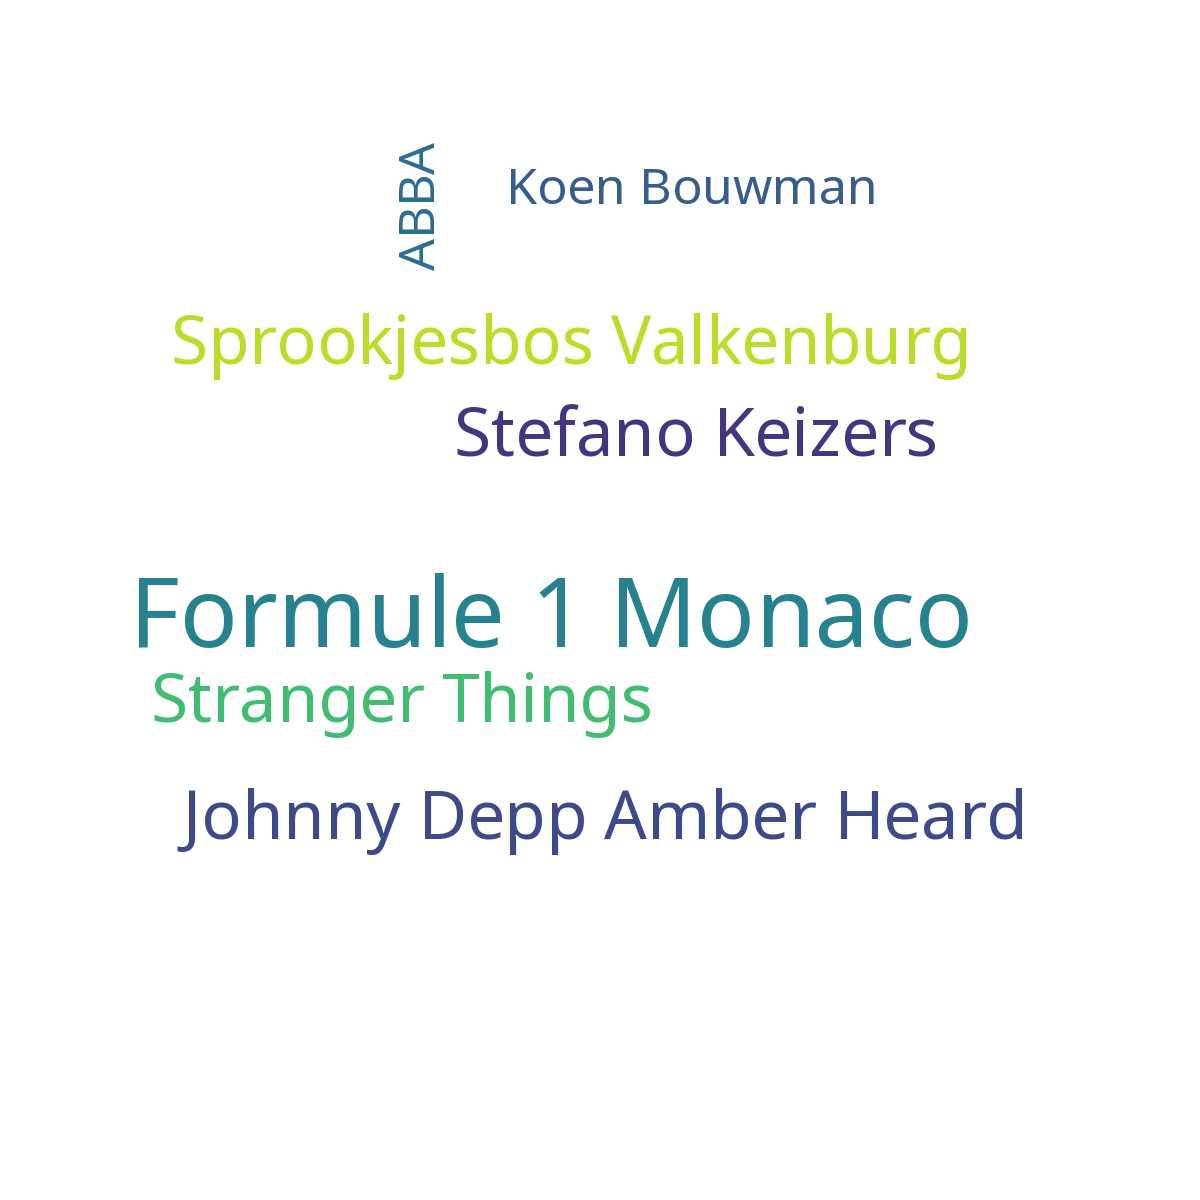 ABBA
Koen Bouwman
Sprookjesbos Valkenburg
Stefano Keizers
Formule 1 Monaco
Stranger Things
Johnny Depp Amber Heard